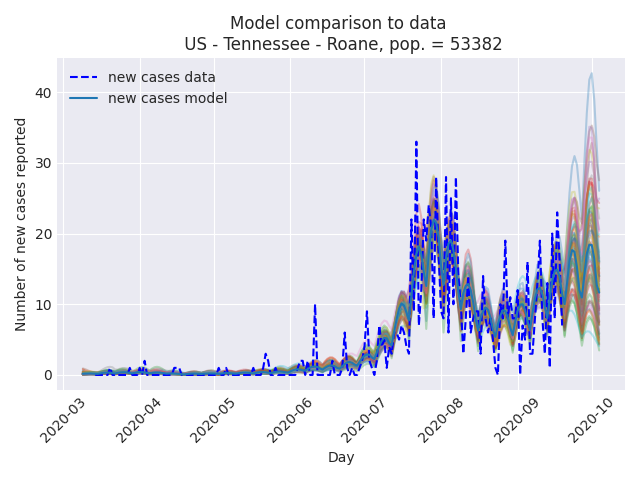 Model comparison to data
US - Tennessee - Roane, pop. = 53382
new cases data
new cases model
Number of new cases reported
40
30
20
10
0
2020-03
2020-04
2020-05
2020-06
2020-07
2020-08
2020-09
2020-10
Day